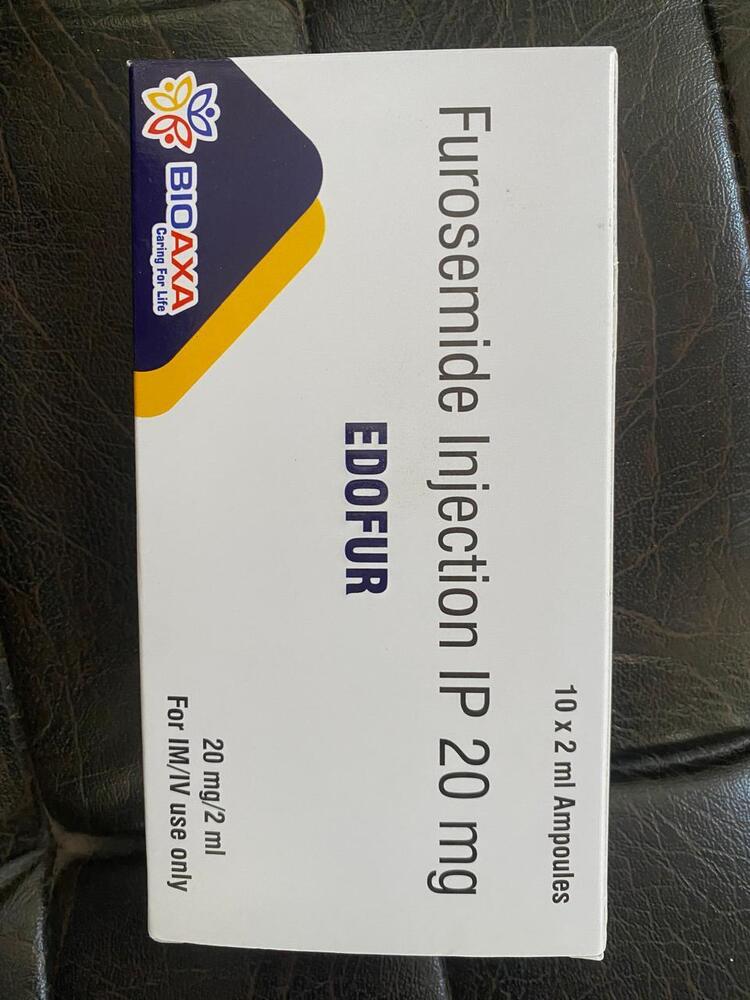 10 x 2 ml Ampoules
Furosemide Injection IP 20 mg
EDOFUR
BIOAXA
Caring For Life
20 mg/2 ml
For IM/IV use only